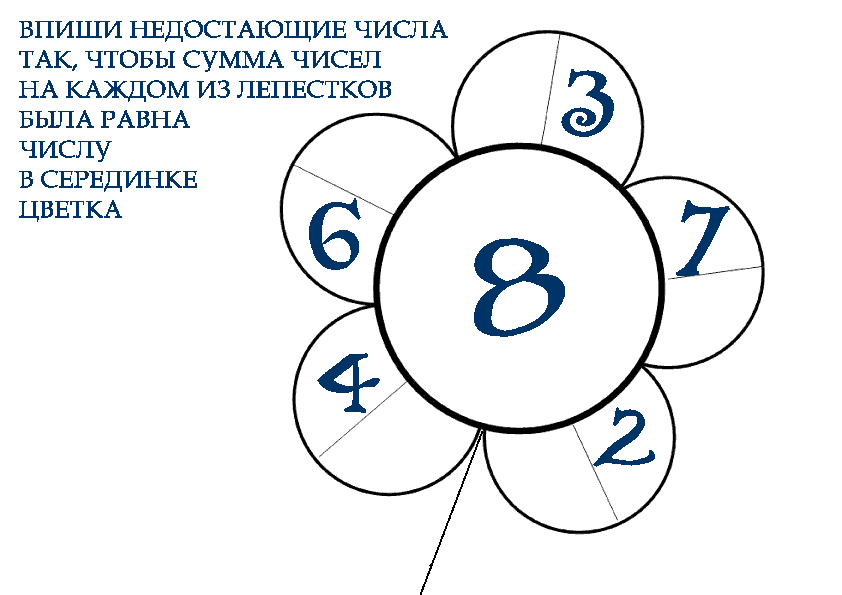 ВПИШИ НЕДОСТАЮЩИЕ ЧИСЛА
ТАК, ЧТОБЫ СУММА ЧИСЕЛ
НА КАЖДОМ ИЗ ЛЕПЕСТКОВ
БЫЛА РАВНА
ЧИСЛУ
В СЕРЕДИНКЕ
ЦВЕТКА
3
7
6
8
4
2